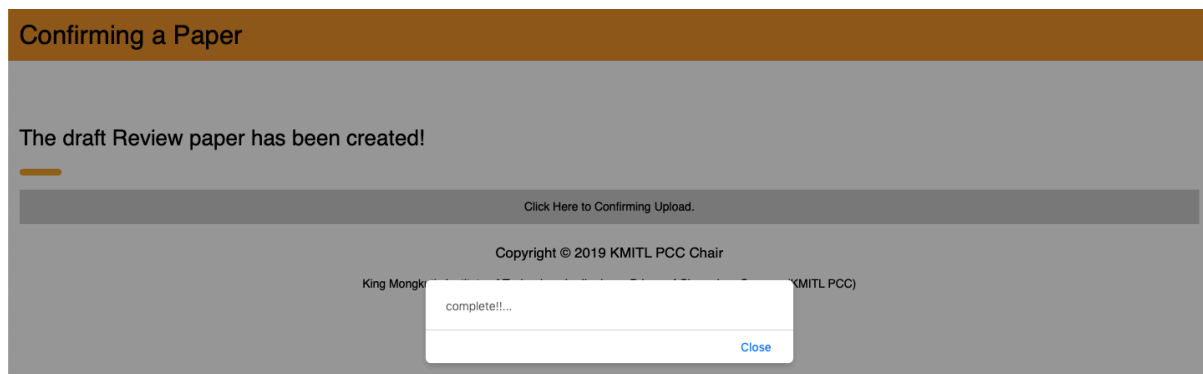 Confirming a Paper
The draft Review paper has been created!
Click Here to Confirming Upload.
Copyright © 2019 KMITL PCC Chair
King KMITL PCC)
complete!!...
Close